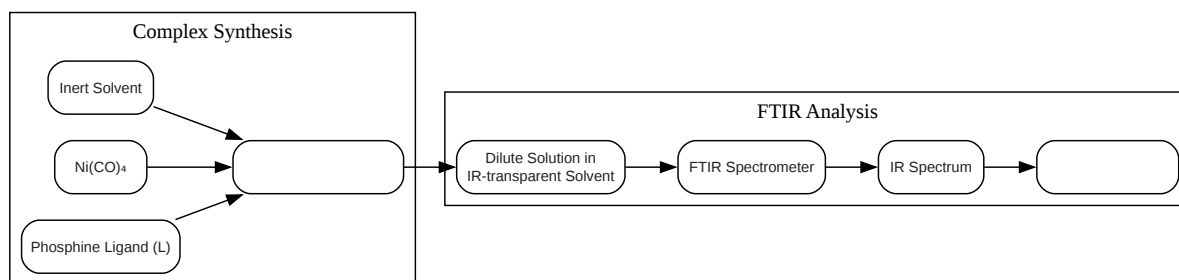 Complex Synthesis
Inert Solvent
Ni(CO)₄
Phosphine Ligand (L)
FTIR Analysis
Dilute Solution in
IR-transparent Solvent
FTIR Spectrometer
IR Spectrum